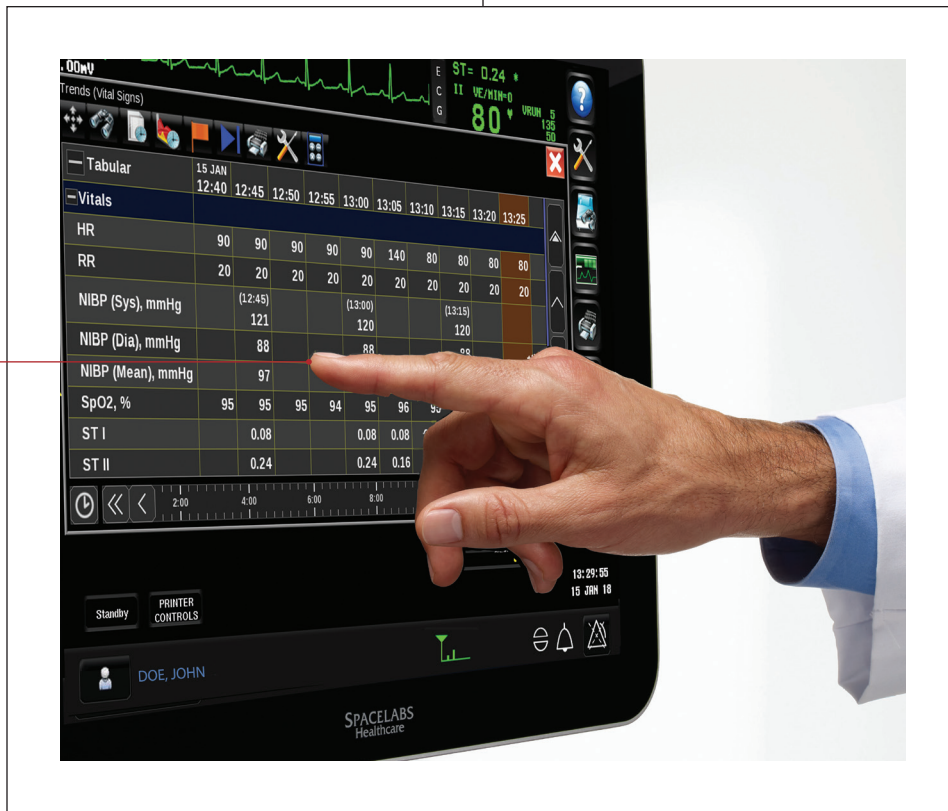 .00mV
E
C
G
ST= 0.24 *
II VE/MIN=0
80
VRUN 5
135
50
Trends (Vital Signs)
Tabular
15 JAN
12:40 12:45 12:50 12:55 13:00 13:05 13:10 13:15 13:20 13:25
Vitals
HR 90 90 90 90 90 140 80 80 80 80
RR 20 20 20 20 20 20 20 20 20 20
NIBP (Sys), mmHg (12:45) (13:00) (13:15)
121 120 120
NIBP (Dia), mmHg 88 88 88
NIBP (Mean), mmHg 97
SpO2, % 95 95 95 94 95 96 95
ST I 0.08 0.08 0.08
ST II 0.24 0.24 0.16
2:00 4:00 6:00 8:00
13:29:55
15 JAN 18
Standby PRINTER
CONTROLS
DOE, JOHN
SPACELABS
Healthcare